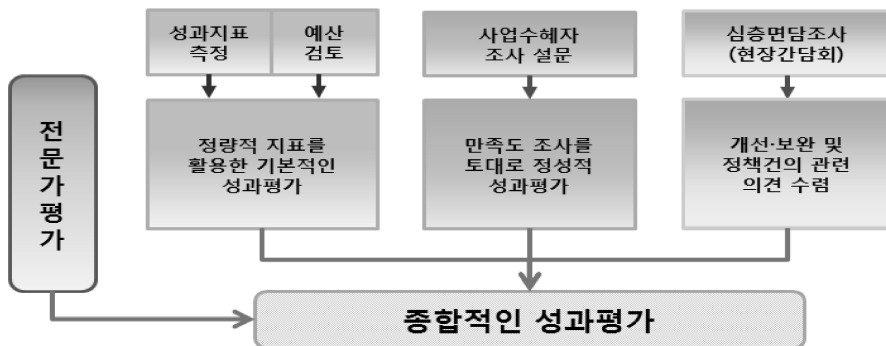 성과지표
측정
예산
검토
사업수혜자
조사 설문
심층면담조사
(현장간담회)
전문가평가
정량적 지표를
활용한 기본적인
성과평가
만족도 조사를
토대로 정성적
성과평가
개선·보완 및
정책건의 관련
의견 수렴
종합적인 성과평가